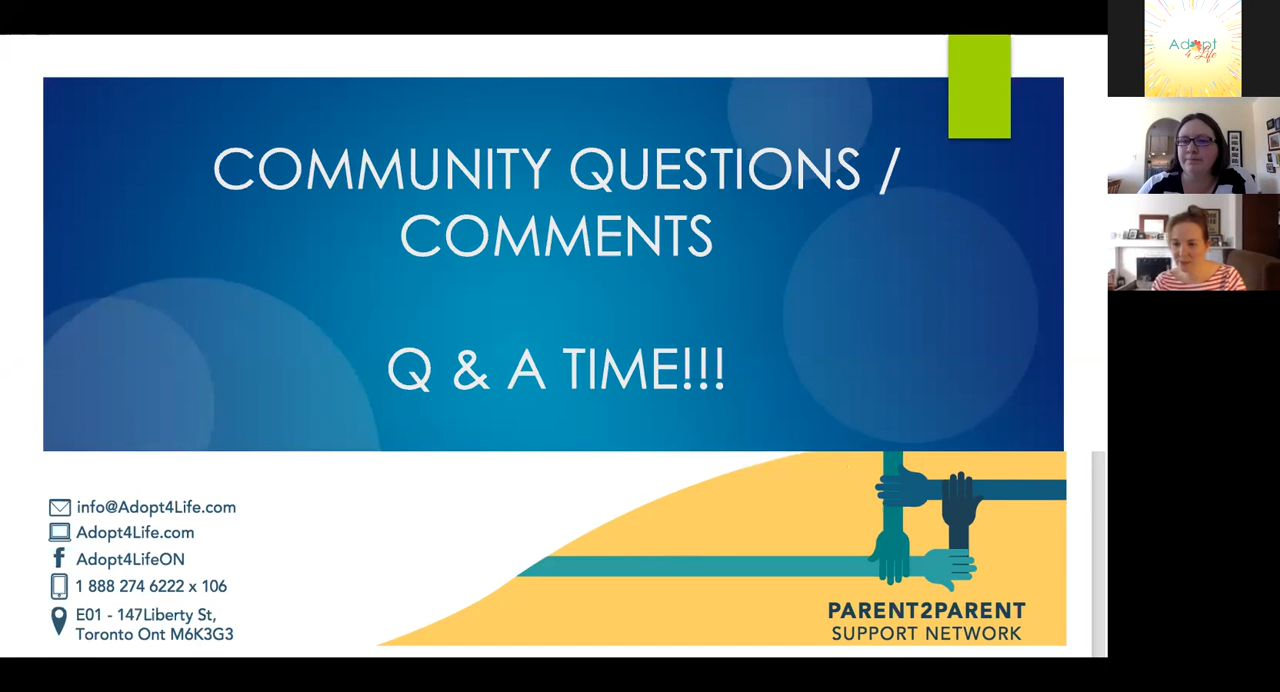 COMMUNITY QUESTIONS /
COMMENTS
Q & A TIME!!!
info@Adopt4Life.com
Adopt4Life.com
Adopt4LifeON
1 888 274 6222 x 106
E01 - 147Liberty St,
Toronto Ont M6K3G3
PARENT2PARENT
SUPPORT NETWORK
Adopt
4 Life